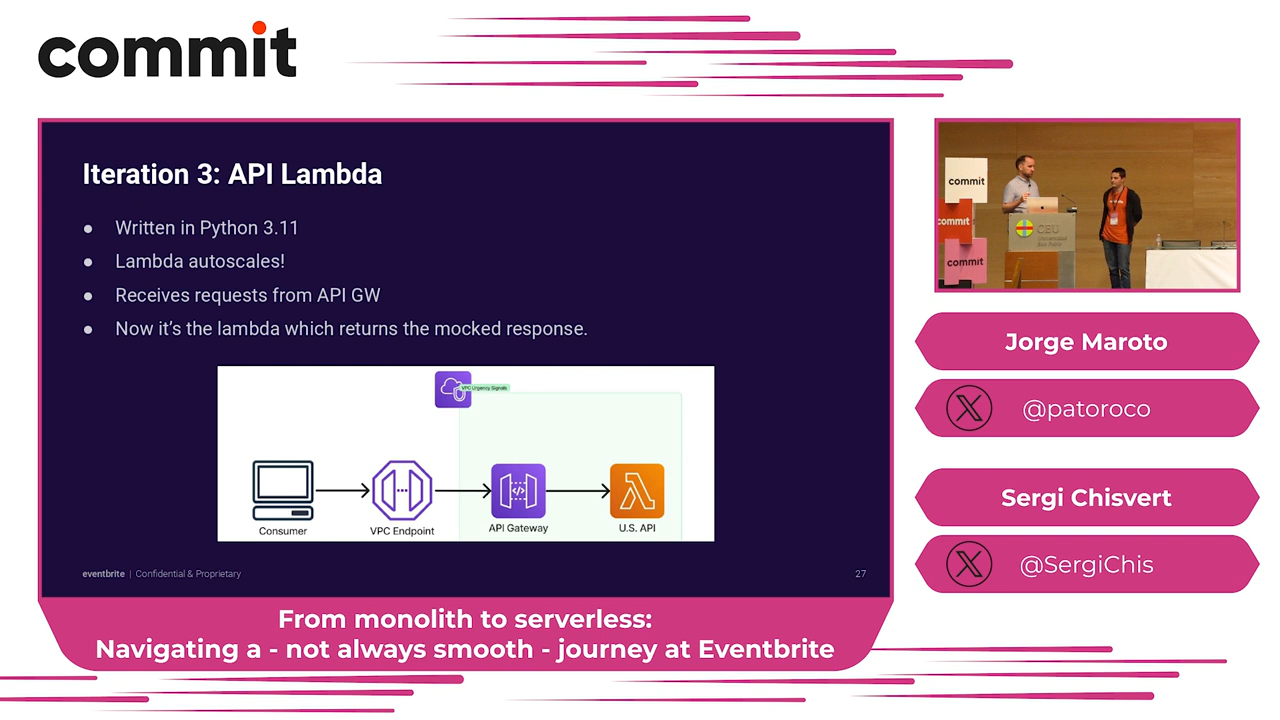 commit
Iteration 3: API Lambda
● Written in Python 3.11
● Lambda autoscales!
● Receives requests from API GW
● Now it’s the lambda which returns the mocked response.
VPC Urgency Signals
Consumer
VPC Endpoint
API Gateway
U.S. API
eventbrite | Confidential & Proprietary
27
From monolith to serverless:
Navigating a - not always smooth - journey at Eventbrite
commit
commit
commit
CEU
Jorge Maroto
@patoroco
Sergi Chisvert
@SergiChis